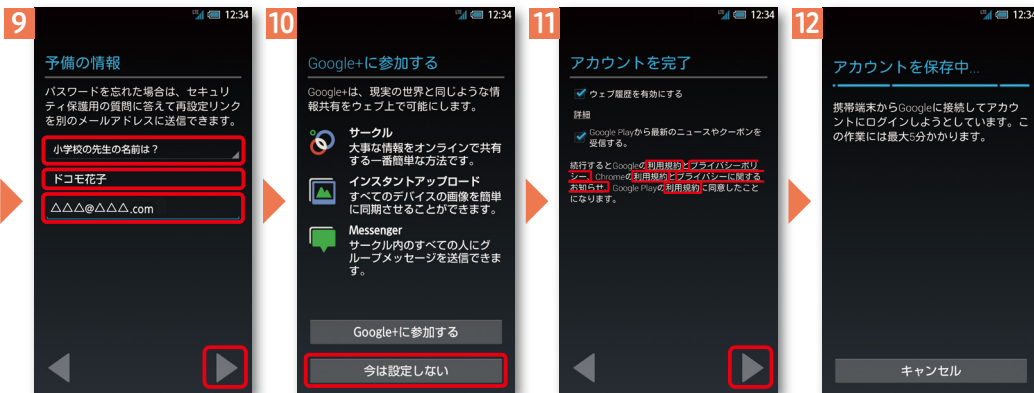 9
12:34
予備の情報
パスワードを忘れた場合は、セキュリ
ティ保護用の質問に答えて再設定リンク
を別のメールアドレスに送信できます。
小学校の先生の名前は？
ドコモ花子
△△△@△△△.com
10
12:34
Google+に参加する
Google+は、現実の世界と同じような情
報共有をウェブ上で可能にします。
サークル
大事な情報をオンラインで共有
する一番簡単な方法です。
インスタントアップロード
すべてのデバイスの画像を簡単
に同期させることができます。
Messenger
サークル内のすべての人にグ
ループメッセージを送信できま
す。
Google+に参加する
今は設定しない
11
12:34
アカウントを完了
ウェブ履歴を有効にする
詳細
Google Playから最新のニュースやクーポンを
受信する。
続行するとGoogleの利用規約とプライバシーポリ
シー、Chromeの利用規約とプライバシーに関する
お知らせ、Google Playの利用規約に同意したこと
になります。
12
12:34
アカウントを保存中...
携帯端末からGoogleに接続してアカウ
ントにログインしようとしています。こ
の作業には最大5分かかります。
キャンセル